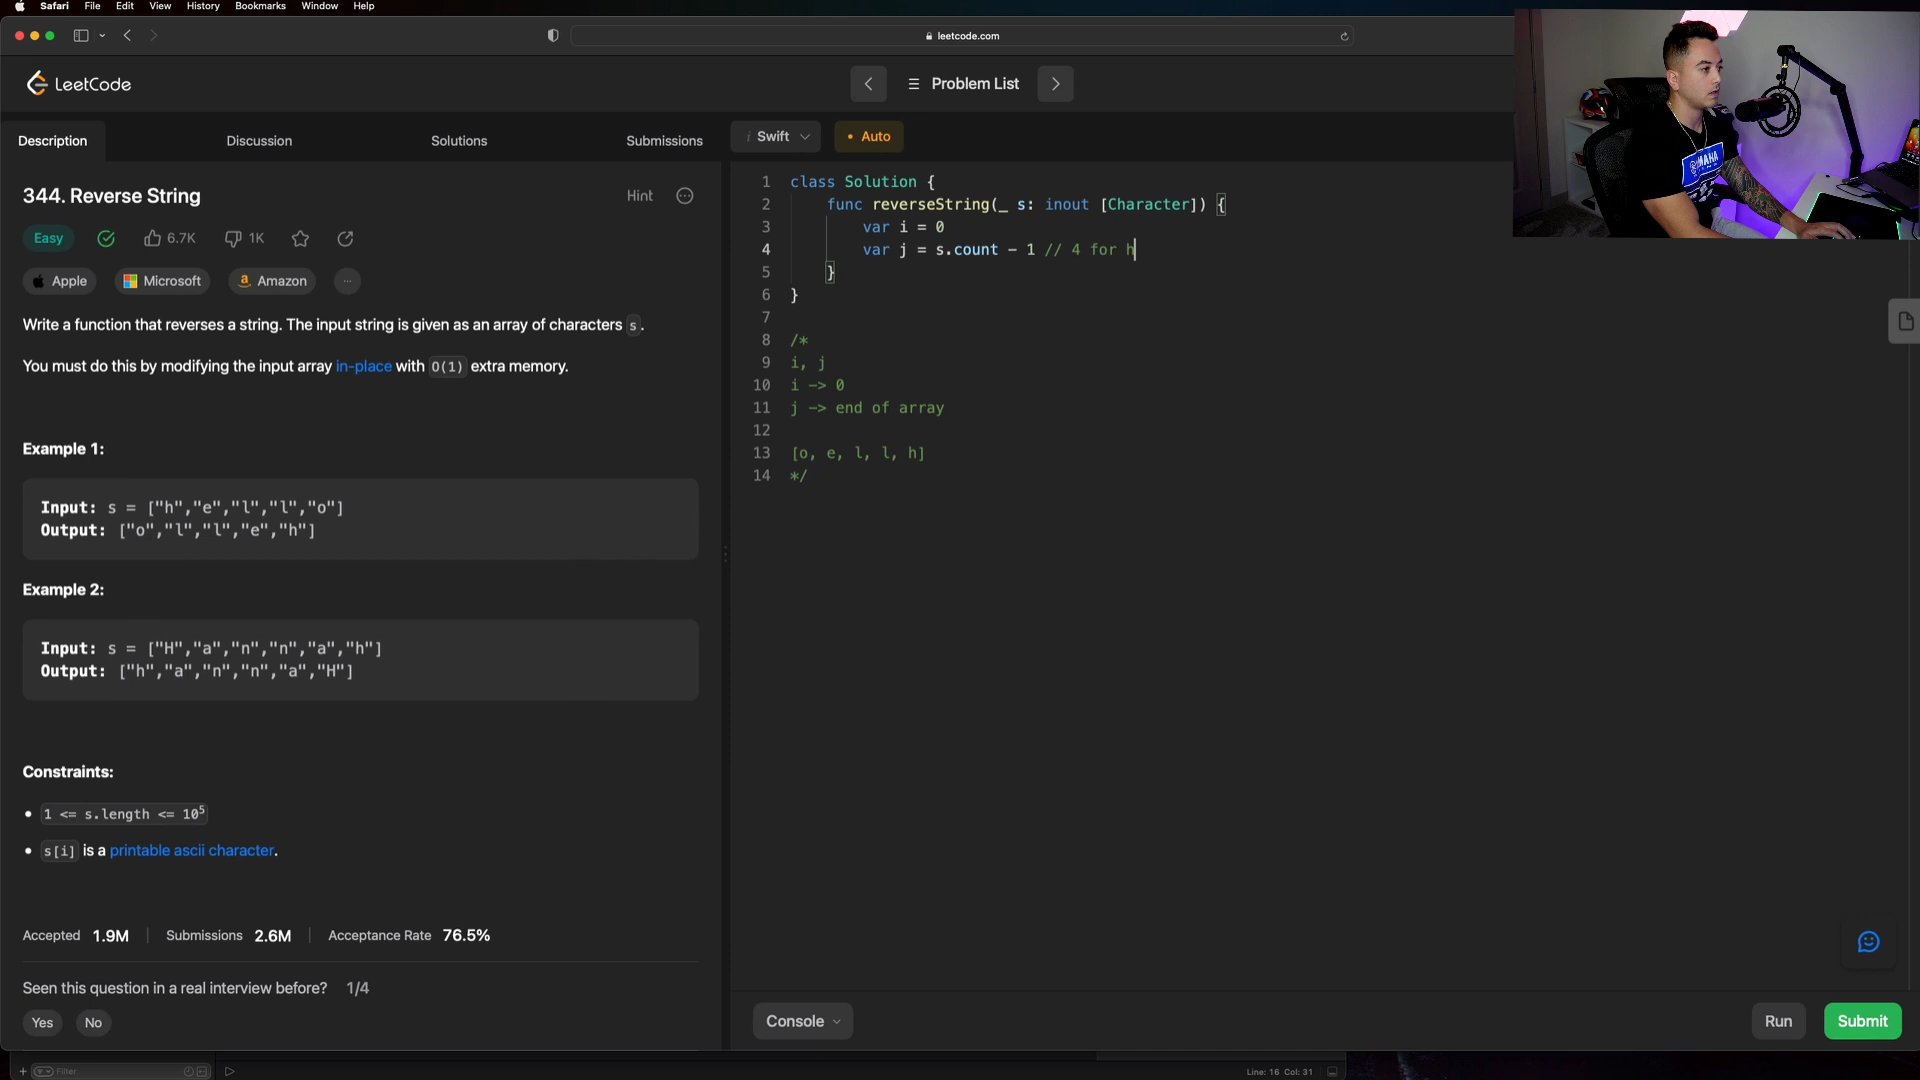 Safari File Edit View History Bookmarks Window Help
leetcode.com
LeetCode
Problem List
Description Discussion Solutions Submissions
i Swift
• Auto
344. Reverse String
Hint
Easy
6.7K
1K
Apple
Microsoft
Amazon
...
Write a function that reverses a string. The input string is given as an array of characters s.
You must do this by modifying the input array in-place with O(1) extra memory.
Example 1:
Input: s = ["h","e","l","l","o"]
Output: ["o","l","l","e","h"]
Example 2:
Input: s = ["H","a","n","n","a","h"]
Output: ["h","a","n","n","a","H"]
Constraints:
• 1 <= s.length <= 10⁵
• s[i] is a printable ascii character.
Accepted 1.9M Submissions 2.6M Acceptance Rate 76.5%
Seen this question in a real interview before? 1/4
Yes No
1 class Solution {
2 func reverseString(_ s: inout [Character]) {
3 var i = 0
4 var j = s.count - 1 // 4 for h
5 }
6 }
7
8 /*
9 i, j
10 i -> 0
11 j -> end of array
12
13 [o, e, l, l, h]
14 */
Console
Run
Submit
Filter
Line: 16 Col: 31